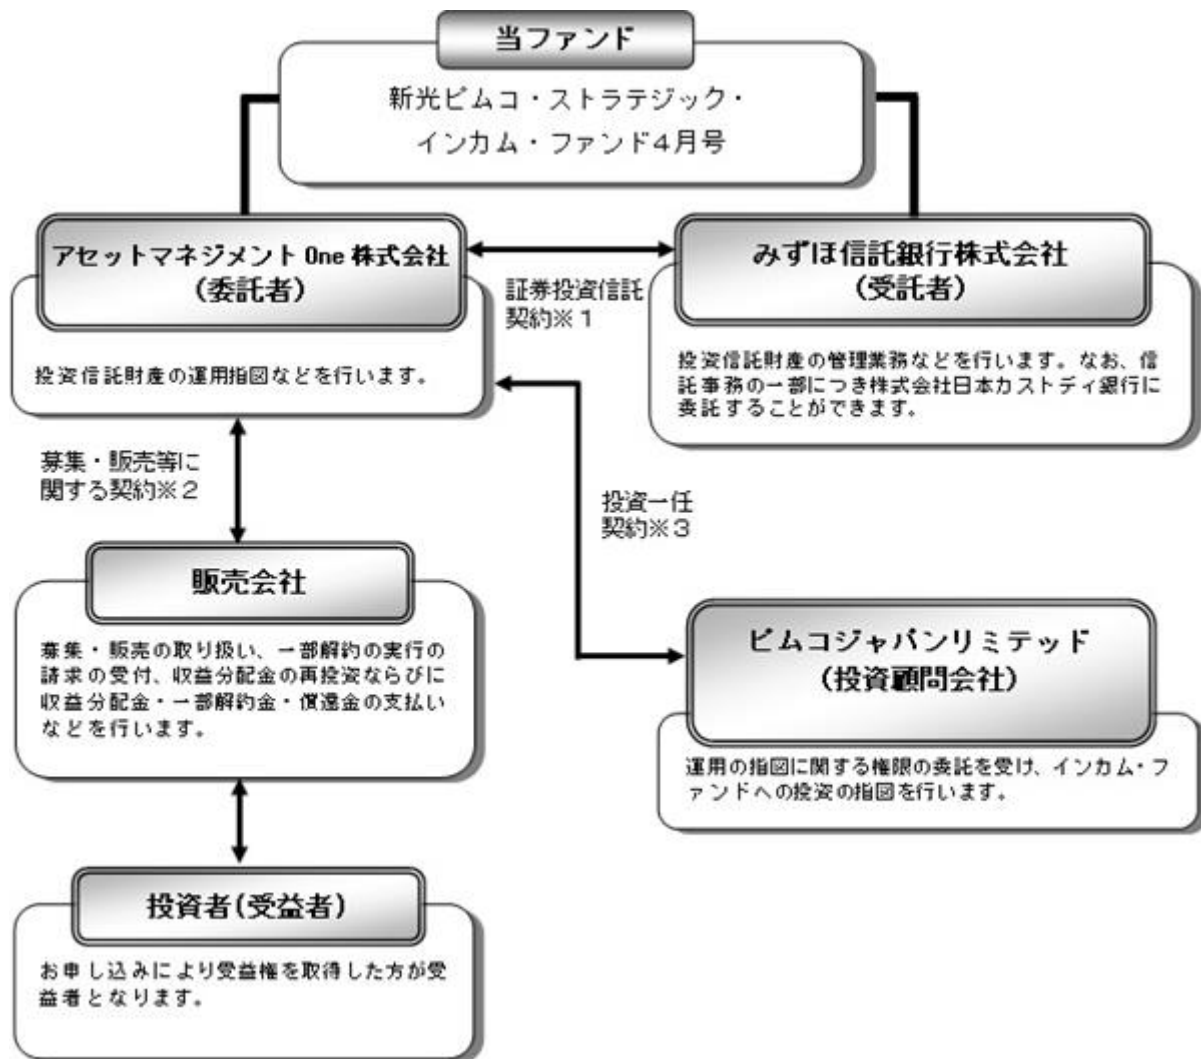 当ファンド
新光ピムコ・ストラテジック・
インカム・ファンド4月号
アセットマネジメント One 株式会社
(委託者)
投資信託財産の運用指図などを行います。
証券投資信託
契約※1
みずほ信託銀行株式会社
(受託者)
投資信託財産の管理業務などを行います。なお、信
託事務の一部につき株式会社日本カストディ銀行に
委託することができます。
募集・販売等に
関する契約※2
投資一任
契約※3
販売会社
募集・販売の取り扱い、一部解約の実行の
請求の受付、収益分配金の再投資ならびに
収益分配金・一部解約金・償還金の支払い
などを行います。
ピムコジャパンリミテッド
(投資顧問会社)
運用の指図に関する権限の委託を受け、インカム・フ
ァンドへの投資の指図を行います。
投資者(受益者)
お申し込みにより受益権を取得した方が受
益者となります。